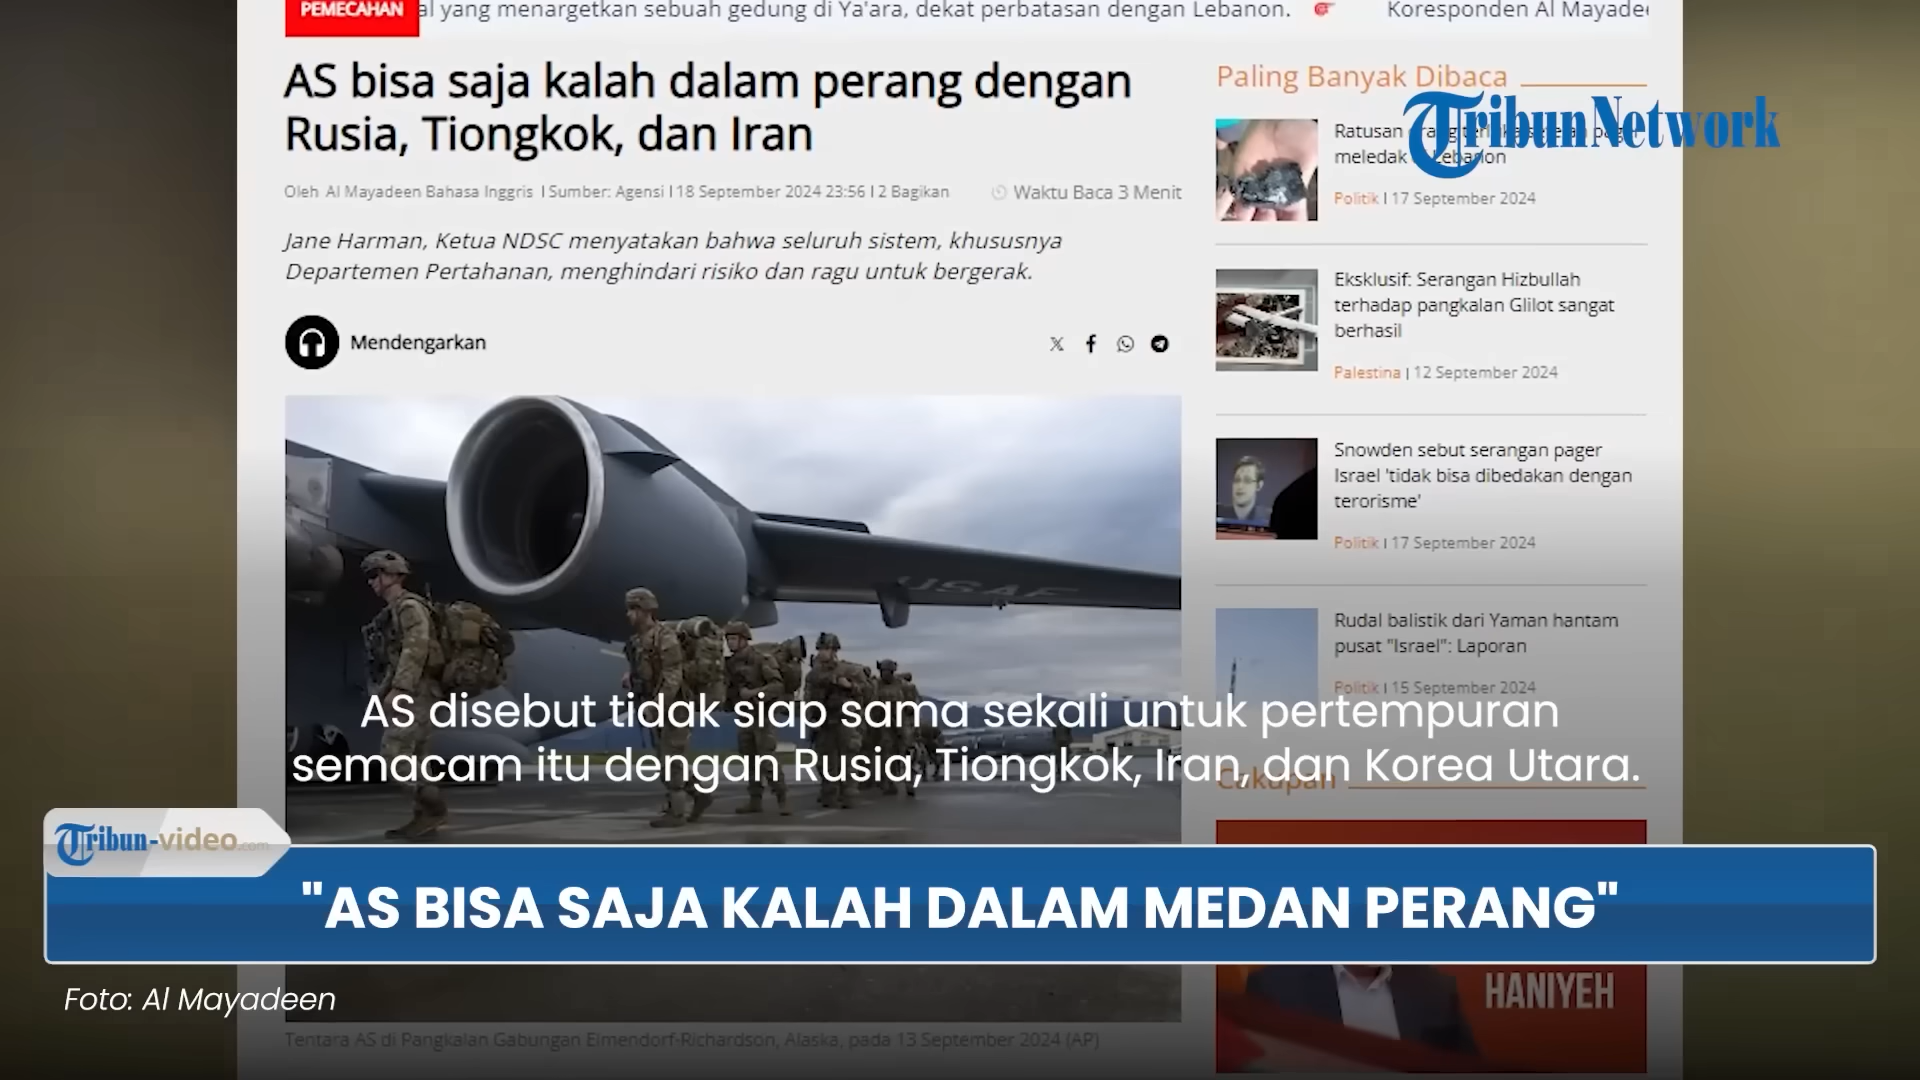 PEMECAHAN
al yang menargetkan sebuah gedung di Ya'ara, dekat perbatasan dengan Lebanon.
Koresponden Al Mayadee
AS bisa saja kalah dalam perang dengan
Rusia, Tiongkok, dan Iran
Oleh Al Mayadeen Bahasa Inggris | Sumber: Agensi | 18 September 2024 23:56 | 2 Bagikan
Waktu Baca 3 Menit
Jane Harman, Ketua NDSC menyatakan bahwa seluruh sistem, khususnya
Departemen Pertahanan, menghindari risiko dan ragu untuk bergerak.
Mendengarkan
USAF
Paling Banyak Dibaca
TribunNetwork
Ratusan orang terluka setelah pager
meledak di Lebanon
Politik | 17 September 2024
Eksklusif: Serangan Hizbullah
terhadap pangkalan Glilot sangat
berhasil
Palestina | 12 September 2024
Snowden sebut serangan pager
Israel 'tidak bisa dibedakan dengan
terorisme'
Politik | 17 September 2024
Rudal balistik dari Yaman hantam
pusat "Israel": Laporan
Politik | 15 September 2024
Cakupan
AS disebut tidak siap sama sekali untuk pertempuran
semacam itu dengan Rusia, Tiongkok, Iran, dan Korea Utara.
Tribun-video.com
"AS BISA SAJA KALAH DALAM MEDAN PERANG"
HANIYEH
Foto: Al Mayadeen
Tentara AS di Pangkalan Gabungan Elmendorf-Richardson, Alaska, pada 13 September 2024 (AP)